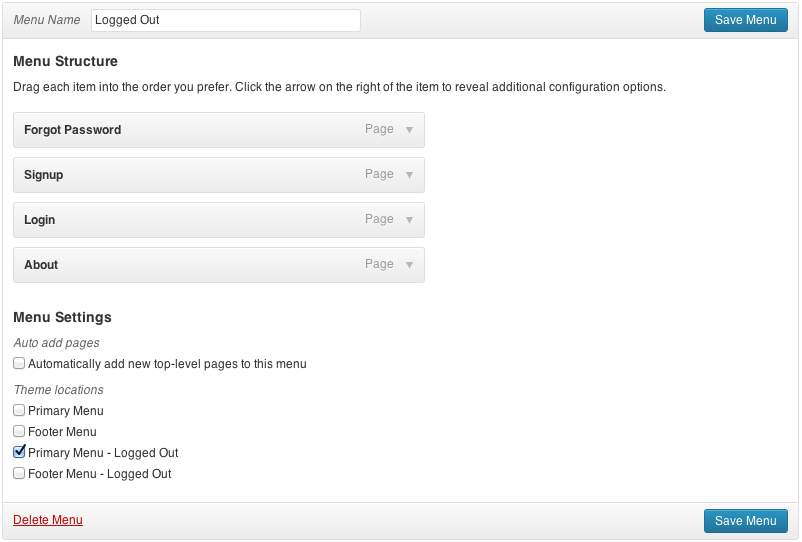 Menu Name Logged Out Save Menu
Menu Structure
Drag each item into the order you prefer. Click the arrow on the right of the item to reveal additional configuration options.
Forgot Password Page
Signup Page
Login Page
About Page
Menu Settings
Auto add pages
Automatically add new top-level pages to this menu
Theme locations
Primary Menu
Footer Menu
Primary Menu - Logged Out
Footer Menu - Logged Out
Delete Menu Save Menu